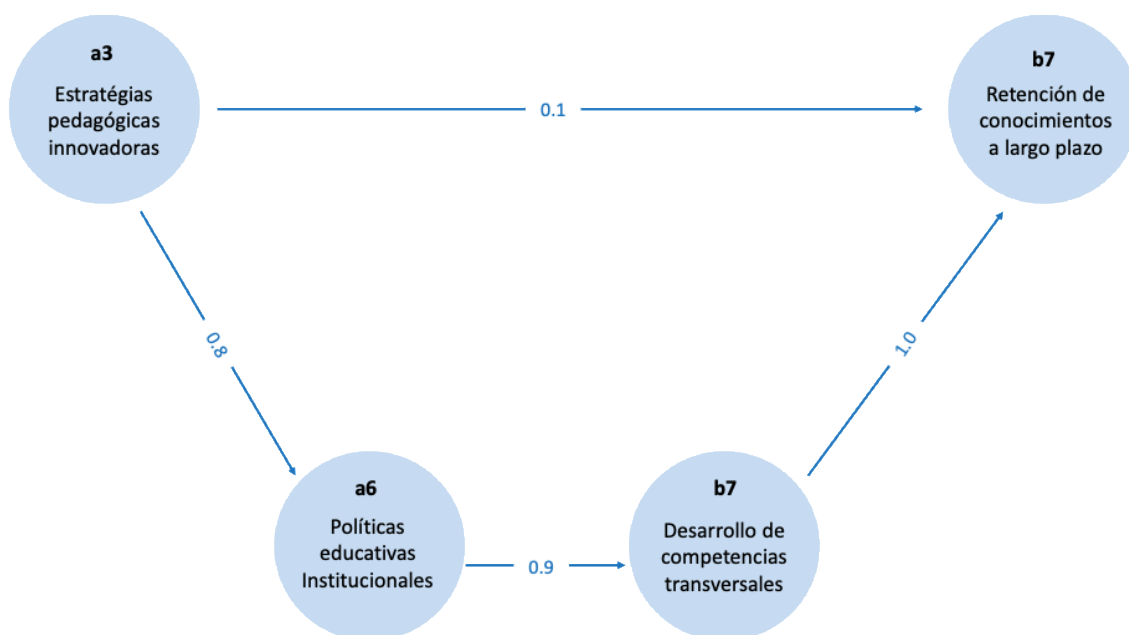 a3
Estratégias
pedagógicas
innovadoras
0.1
b7
Retención de
conocimientos
a largo plazo
0.8
1.0
a6
Políticas
educativas
Institucionales
0.9
b7
Desarrollo de
competencias
transversales